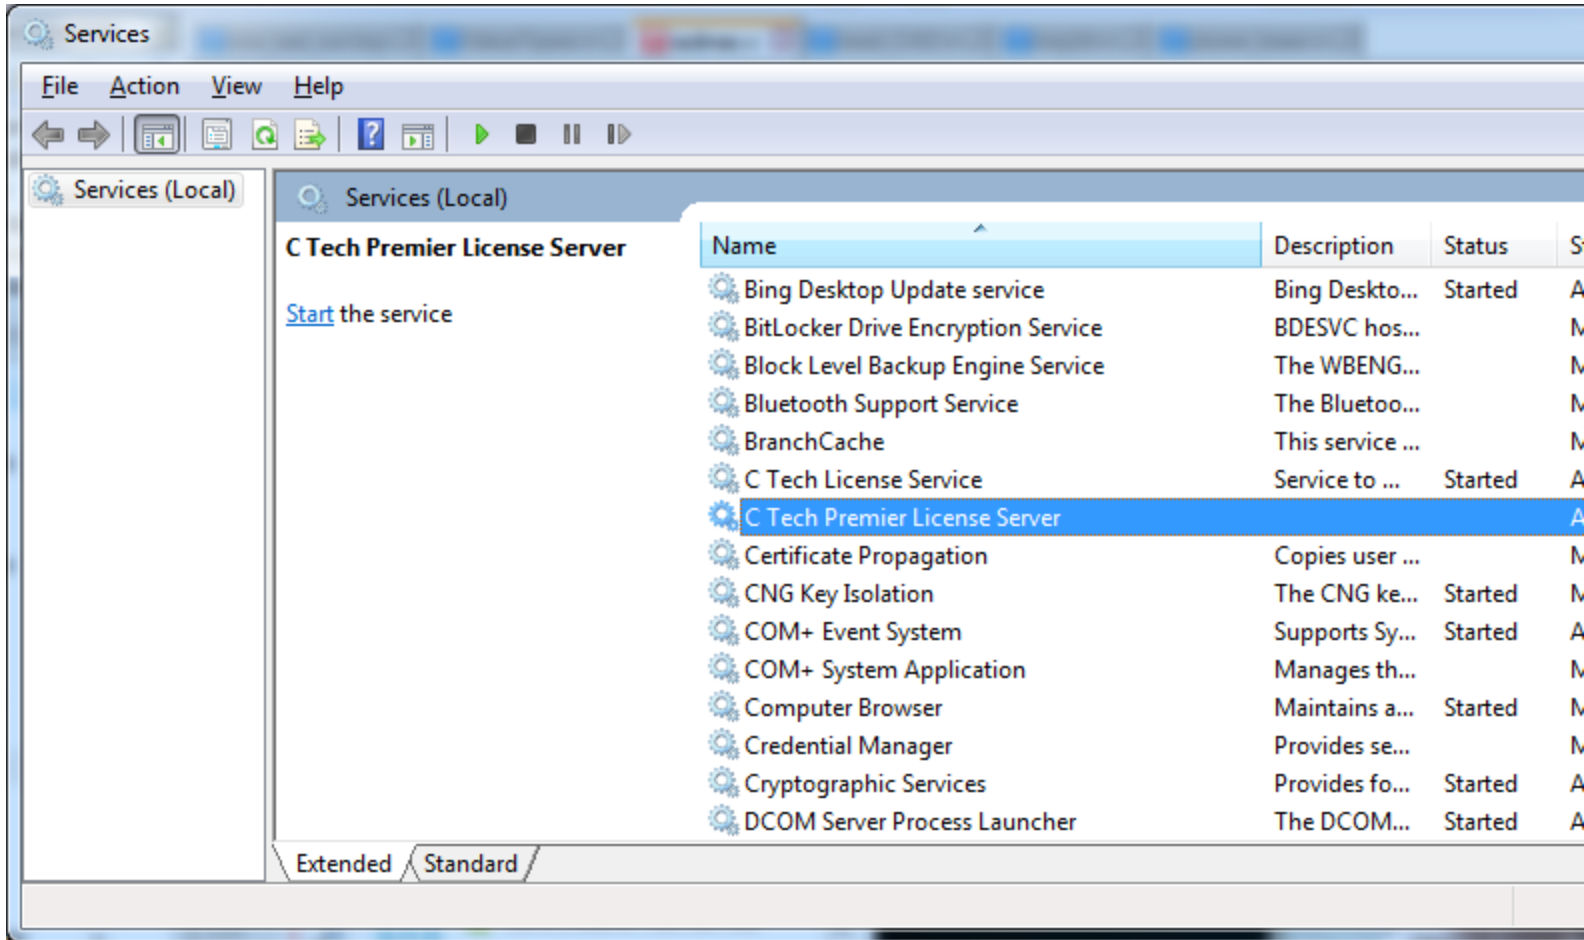 Services
File Action View Help
Services (Local)
Services (Local)
C Tech Premier License Server
Start the service
Name Description Status
Bing Desktop Update service Bing Deskto... Started A
BitLocker Drive Encryption Service BDESVC hos...
Block Level Backup Engine Service The WBENG...
Bluetooth Support Service The Bluetoo...
BranchCache This service ...
C Tech License Service Service to ... Started A
C Tech Premier License Server A
Certificate Propagation Copies user ...
CNG Key Isolation The CNG ke... Started
COM+ Event System Supports Sy... Started A
COM+ System Application Manages th...
Computer Browser Maintains a... Started
Credential Manager Provides se...
Cryptographic Services Provides fo... Started A
DCOM Server Process Launcher The DCOM... Started A
Extended Standard